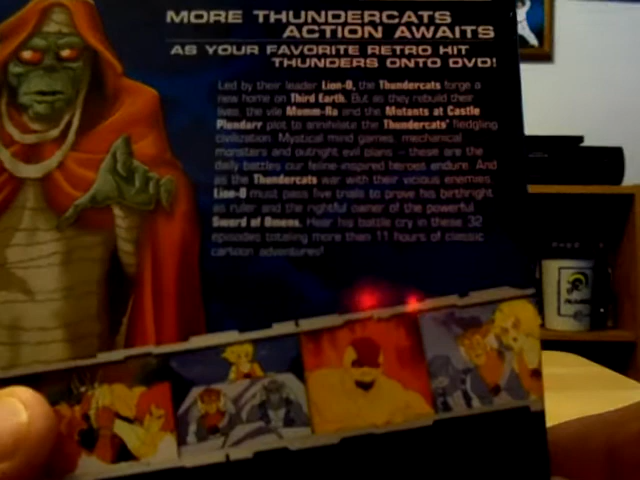 MORE THUNDERCATS
ACTION AWAITS
AS YOUR FAVORITE RETRO HIT
THUNDERS ONTO DVD!
Led by their leader Lion-O, the Thundercats forge a
new home on Third Earth. But as they rebuild their
lives, the vile Mumm-Ra and the Mutants at Castle
Plundarr plot to annihilate the Thundercats' fledgling
civilization. Mystical mind games, mechanical
monsters and outright evil plans – these are the
daily battles our feline-inspired heroes endure. And
as the Thundercats war with their vicious enemies
Lion-O must pass five trials to prove his birthright
as ruler and the rightful owner of the powerful
Sword of Omens. Hear his battle cry in these 32
episodes totaling more than 11 hours of classic
cartoon adventures!